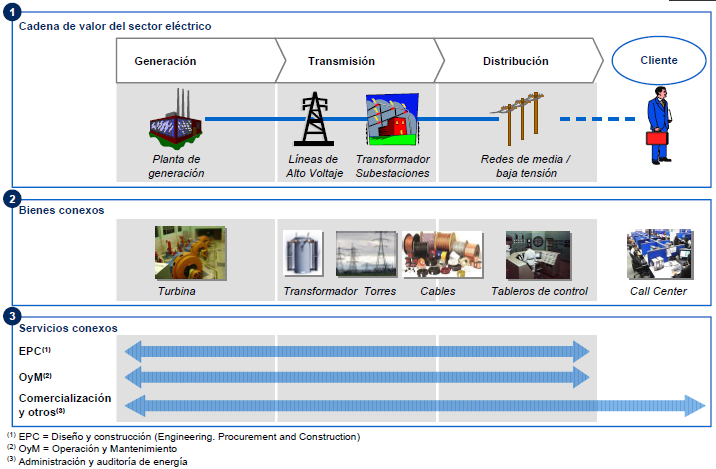 1
Cadena de valor del sector eléctrico
Generación
Transmisión
Distribución
Cliente
Planta de
generación
Líneas de
Alto Voltaje
Transformador
Subestaciones
Redes de media /
baja tensión
2
Bienes conexos
Turbina
Transformador
Torres
Cables
Tableros de control
Call Center
3
Servicios conexos
EPC(1)
OyM(2)
Comercialización
y otros(3)
(1) EPC = Diseño y construcción (Engineering. Procurement and Construction)
(2) OyM = Operación y Mantenimiento
(3) Administración y auditoría de energía